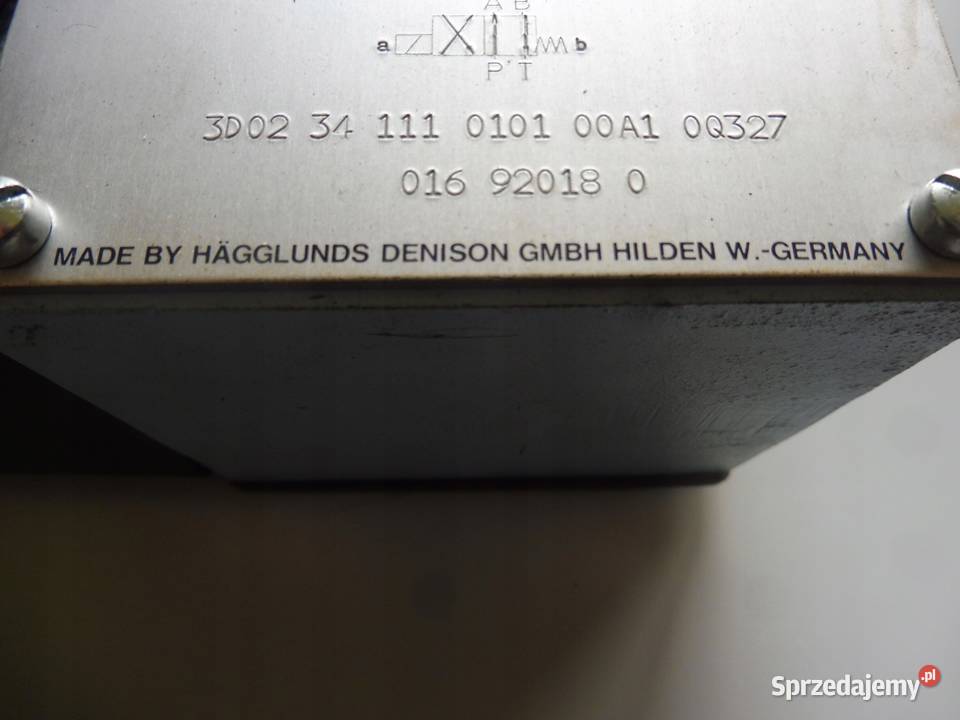 A B
a b
P T
3D02 34 111 0101 00A1 0Q327
016 92018 0
MADE BY HÄGGLUNDS DENISON GMBH HILDEN W.-GERMANY
Sprzedajemy.pl